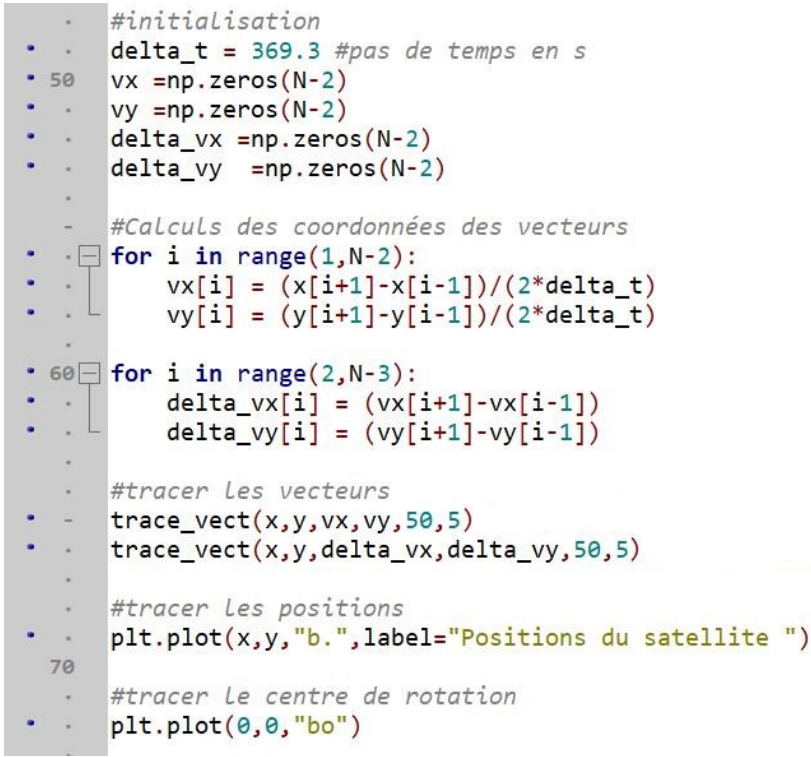 #initialisation
delta_t = 369.3 #pas de temps en s
50 vx =np.zeros(N-2)
vy =np.zeros(N-2)
delta_vx =np.zeros(N-2)
delta_vy  =np.zeros(N-2)
#Calculs des coordonnées des vecteurs
for i in range(1,N-2):
vx[i] = (x[i+1]-x[i-1])/(2*delta_t)
vy[i] = (y[i+1]-y[i-1])/(2*delta_t)
60 for i in range(2,N-3):
delta_vx[i] = (vx[i+1]-vx[i-1])
delta_vy[i] = (vy[i+1]-vy[i-1])
#tracer les vecteurs
trace_vect(x,y,vx,vy,50,5)
trace_vect(x,y,delta_vx,delta_vy,50,5)
#tracer les positions
plt.plot(x,y,"b.",label="Positions du satellite ")
70
#tracer le centre de rotation
plt.plot(0,0,"bo")